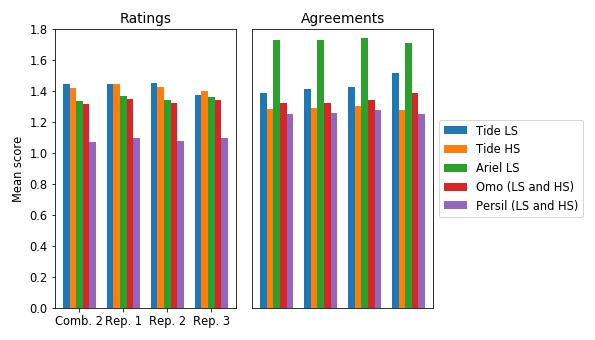 Ratings
Agreements
Mean score
1.8
1.6
1.4
1.2
1.0
0.8
0.6
0.4
0.2
0.0
Comb. 2 Rep. 1 Rep. 2 Rep. 3
Tide LS
Tide HS
Ariel LS
Omo (LS and HS)
Persil (LS and HS)